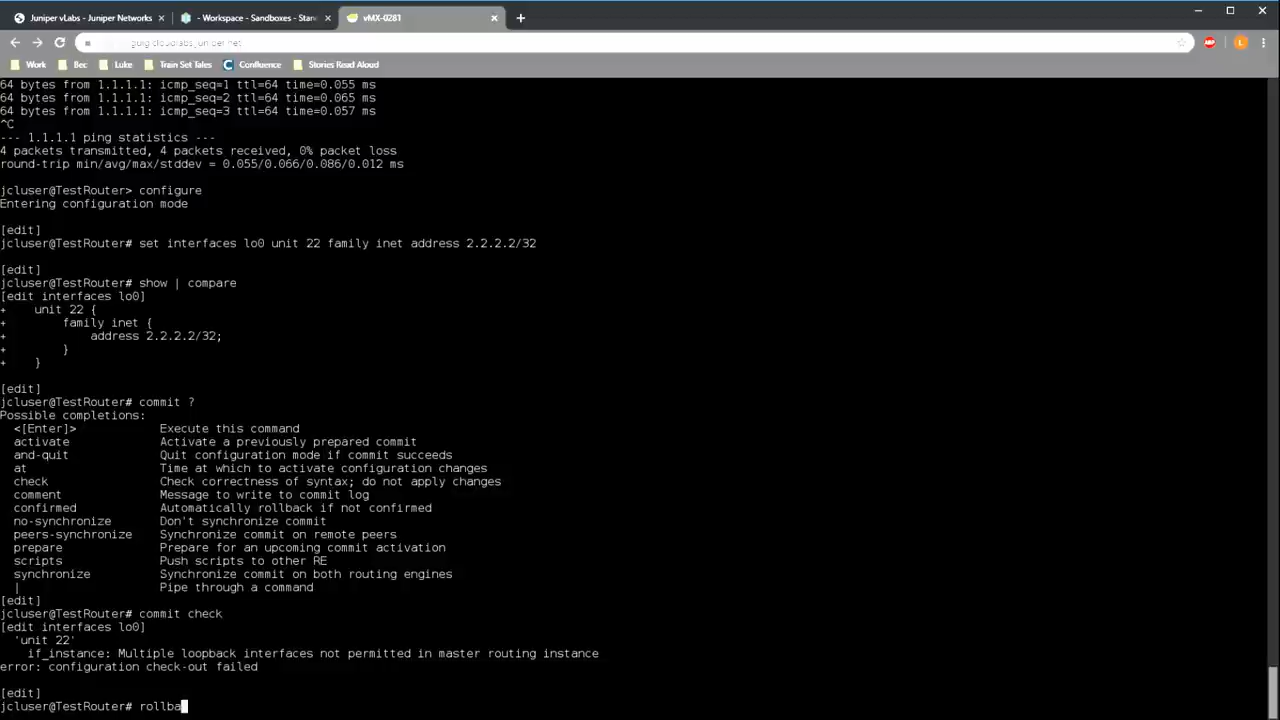 Juniper vLabs - Juniper Networks
- Workspace - Sandboxes - Stan
vMX-0281
Work
Bec
Luke
Train Set Tales
Confluence
Stories Read Aloud
64 bytes from 1.1.1.1: icmp_seq=1 ttl=64 time=0.055 ms
64 bytes from 1.1.1.1: icmp_seq=2 ttl=64 time=0.065 ms
64 bytes from 1.1.1.1: icmp_seq=3 ttl=64 time=0.057 ms
^C
--- 1.1.1.1 ping statistics ---
4 packets transmitted, 4 packets received, 0% packet loss
round-trip min/avg/max/stddev = 0.055/0.066/0.086/0.012 ms
jcluser@TestRouter> configure
Entering configuration mode
[edit]
jcluser@TestRouter# set interfaces lo0 unit 22 family inet address 2.2.2.2/32
[edit]
jcluser@TestRouter# show | compare
[edit interfaces lo0]
+    unit 22 {
+        family inet {
+            address 2.2.2.2/32;
+        }
+    }
[edit]
jcluser@TestRouter# commit ?
Possible completions:
<[Enter]>            Execute this command
activate             Activate a previously prepared commit
and-quit             Quit configuration mode if commit succeeds
at                   Time at which to activate configuration changes
check                Check correctness of syntax; do not apply changes
comment              Message to write to commit log
confirmed            Automatically rollback if not confirmed
no-synchronize       Don't synchronize commit
peers-synchronize    Synchronize commit on remote peers
prepare              Prepare for an upcoming commit activation
scripts              Push scripts to other RE
synchronize          Synchronize commit on both routing engines
|                    Pipe through a command
[edit]
jcluser@TestRouter# commit check
[edit interfaces lo0]
'unit 22'
if_instance: Multiple loopback interfaces not permitted in master routing instance
error: configuration check-out failed
[edit]
jcluser@TestRouter# rollba